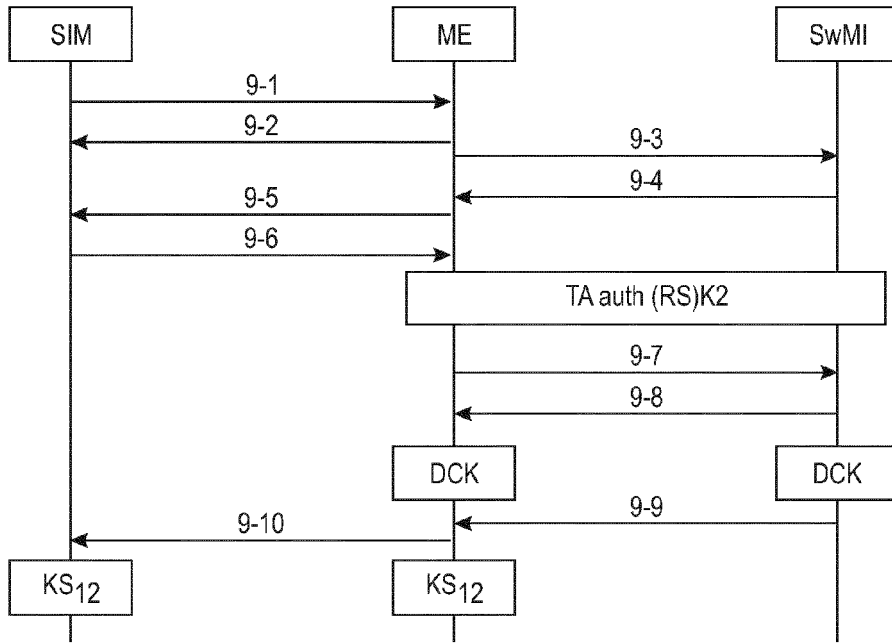 SIM
ME
SwMI
9-1
9-2
9-3
9-4
9-5
9-6
TA auth (RS)K2
9-7
9-8
DCK
DCK
9-9
9-10
KS12
KS12